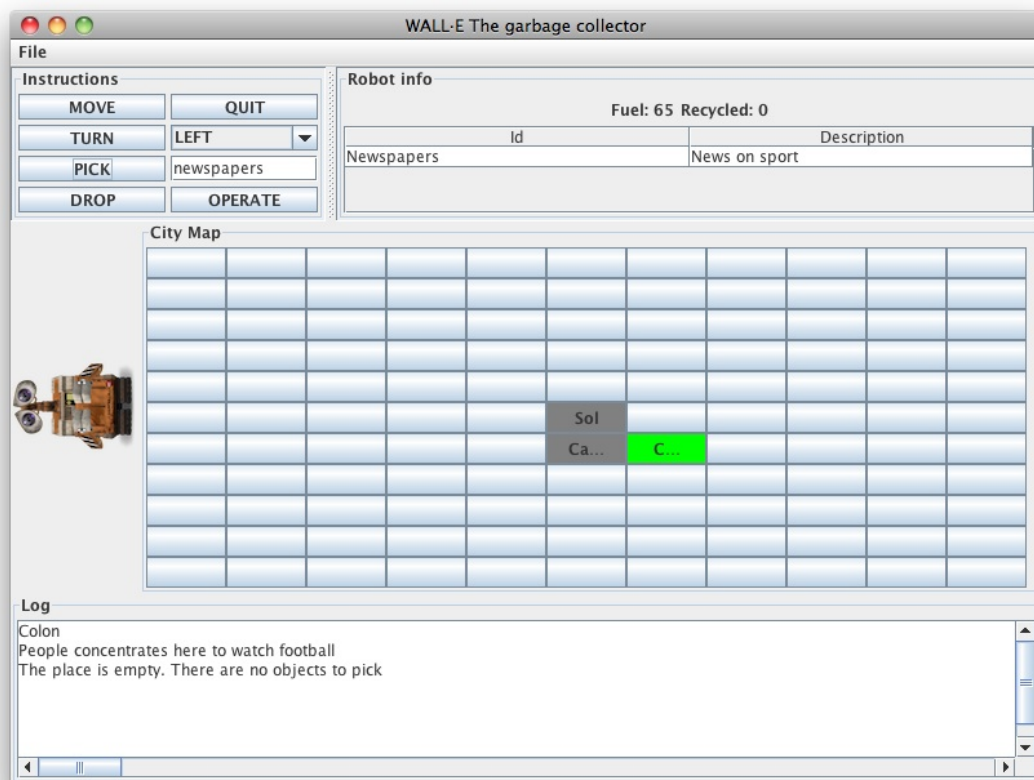 WALL·E The garbage collector
File
Instructions
MOVE QUIT
TURN LEFT
PICK newspapers
DROP OPERATE
Robot info
Fuel: 65 Recycled: 0
Id Description
Newspapers News on sport
City Map
Sol
Ca... C...
Log
Colon
People concentrates here to watch football
The place is empty. There are no objects to pick